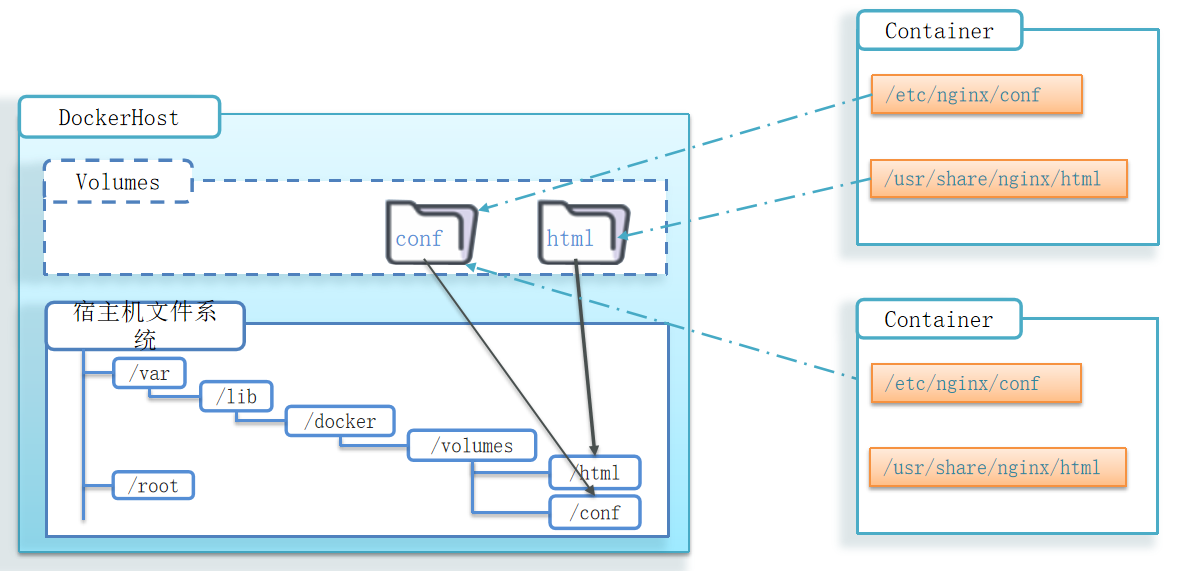 DockerHost
Volumes
conf
html
宿主机文件系
统
/var
/lib
/docker
/volumes
/html
/conf
/root
Container
/etc/nginx/conf
/usr/share/nginx/html
Container
/etc/nginx/conf
/usr/share/nginx/html